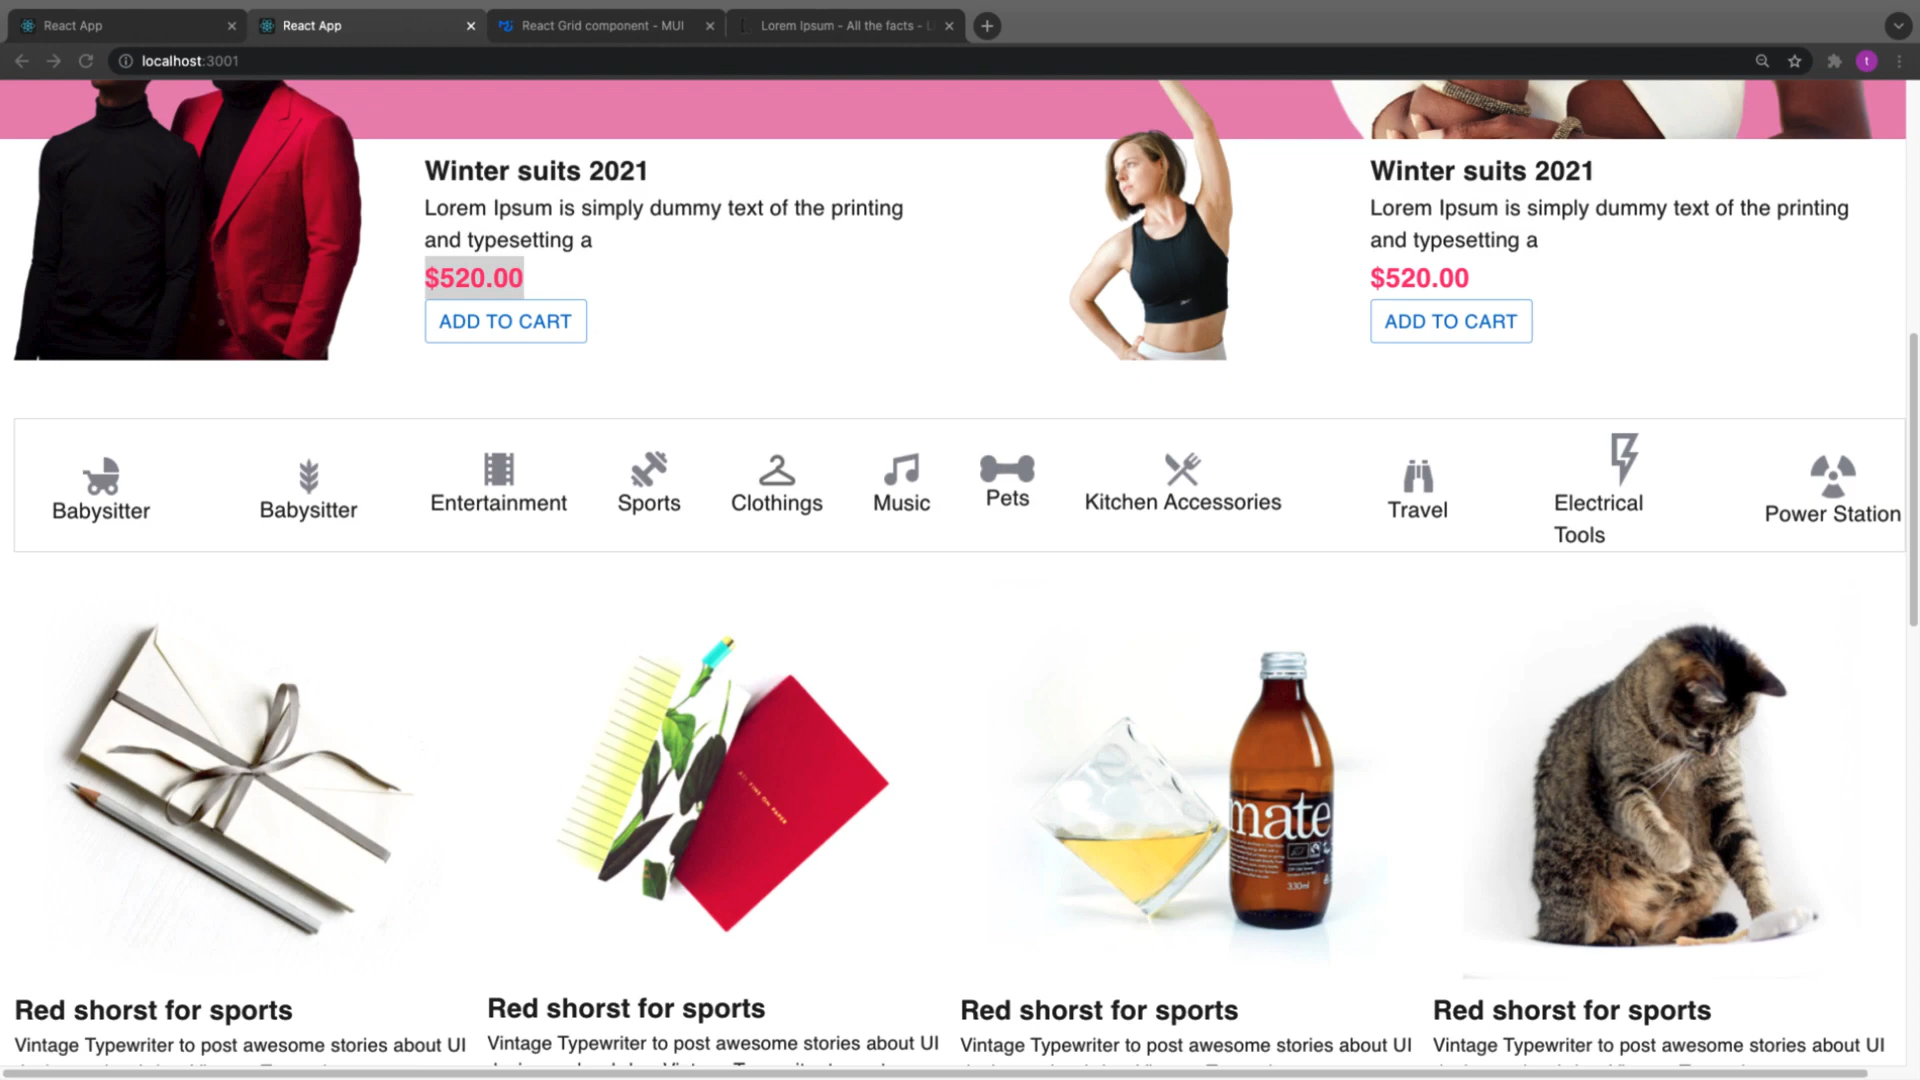 React App
React App
React Grid component - MUI
Lorem Ipsum - All the facts - L
localhost:3001
t
Winter suits 2021
Lorem Ipsum is simply dummy text of the printing
and typesetting a
$520.00
ADD TO CART
Winter suits 2021
Lorem Ipsum is simply dummy text of the printing
and typesetting a
$520.00
ADD TO CART
Babysitter
Babysitter
Entertainment
Sports
Clothings
Music
Pets
Kitchen Accessories
Travel
Electrical
Tools
Power Station
mate
330ml
Red shorst for sports
Vintage Typewriter to post awesome stories about UI
Red shorst for sports
Vintage Typewriter to post awesome stories about UI
Red shorst for sports
Vintage Typewriter to post awesome stories about UI
Red shorst for sports
Vintage Typewriter to post awesome stories about UI